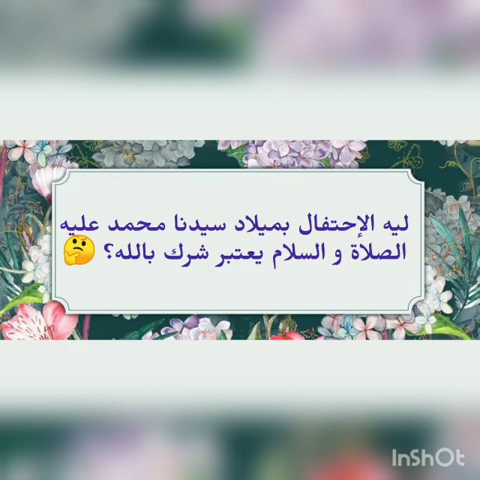 ليه الإحتفال بميلاد سيدنا محمد عليه
الصلاة و السلام يعتبر شرك بالله؟ 🤔
InShOt